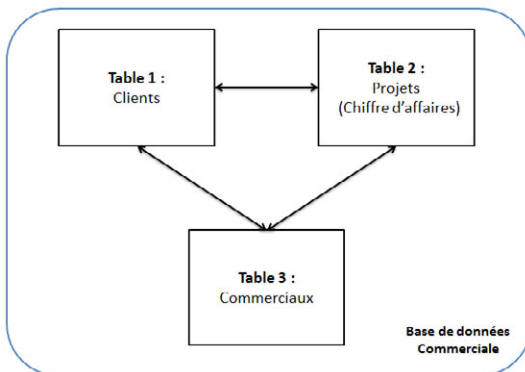 Table 1 :
Clients
Table 2 :
Projets
(Chiffre d'affaires)
Table 3 :
Commerciaux
Base de données
Commerciale